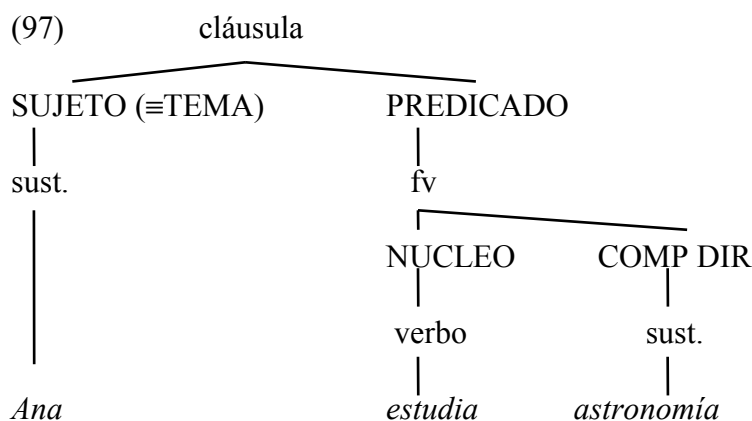 (97) cláusula
SUJETO (≡TEMA) PREDICADO
sust. fv
NUCLEO COMP DIR
verbo sust.
Ana estudia astronomía